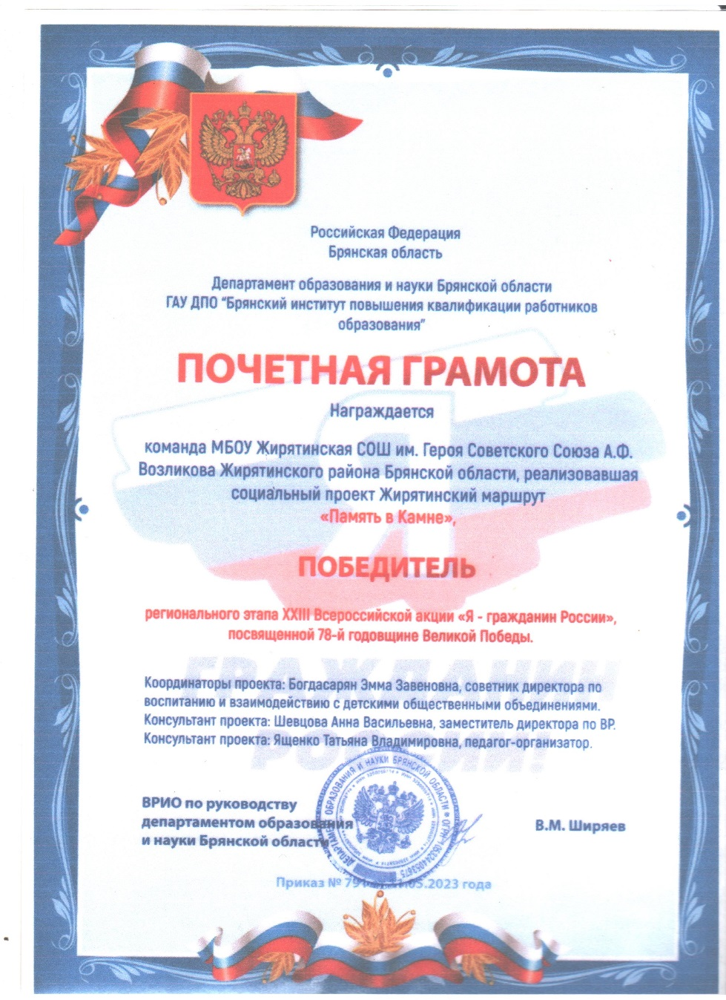 Российская Федерация
Брянская область
Департамент образования и науки Брянской области
ГАУ ДПО “Брянский институт повышения квалификации работников
образования”
ПОЧЕТНАЯ ГРАМОТА
Награждается
команда МБОУ Жирятинская СОШ им. Героя Советского Союза А.Ф.
Возликова Жирятинского района Брянской области, реализовавшая
социальный проект Жирятинский маршрут
«Память в Камне»,
ПОБЕДИТЕЛЬ
регионального этапа XXIII Всероссийской акции «Я - гражданин России»,
посвященной 78-й годовщине Великой Победы.
Я
ГРАЖДАНИН
РОССИИ!
Координаторы проекта: Богдасарян Эмма Завеновна, советник директора по
воспитанию и взаимодействию с детскими общественными объединениями.
Консультант проекта: Шевцова Анна Васильевна, заместитель директора по ВР.
Консультант проекта: Ященко Татьяна Владимировна, педагог-организатор.
ВРИО по руководству
департаментом образования
и науки Брянской области
В.М. Ширяев
ДЕПАРТАМЕНТ ОБРАЗОВАНИЯ И НАУКИ БРЯНСКОЙ ОБЛАСТИ
Приказ № .05.2023 года